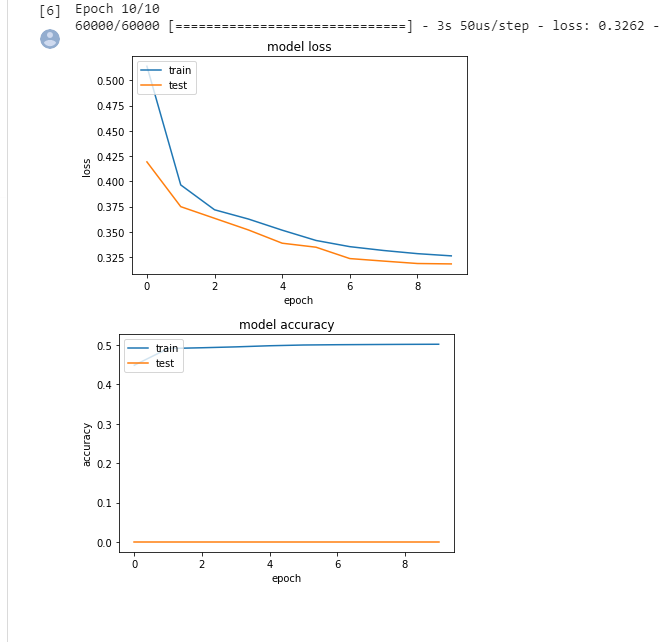 [6] Epoch 10/10
60000/60000 [==============================] - 3s 50us/step - loss: 0.3262 -
model loss
train
test
0.500
0.475
0.450
0.425
0.400
0.375
0.350
0.325
loss
0 2 4 6 8
epoch
model accuracy
train
test
0.5
0.4
0.3
0.2
0.1
0.0
accuracy
0 2 4 6 8
epoch